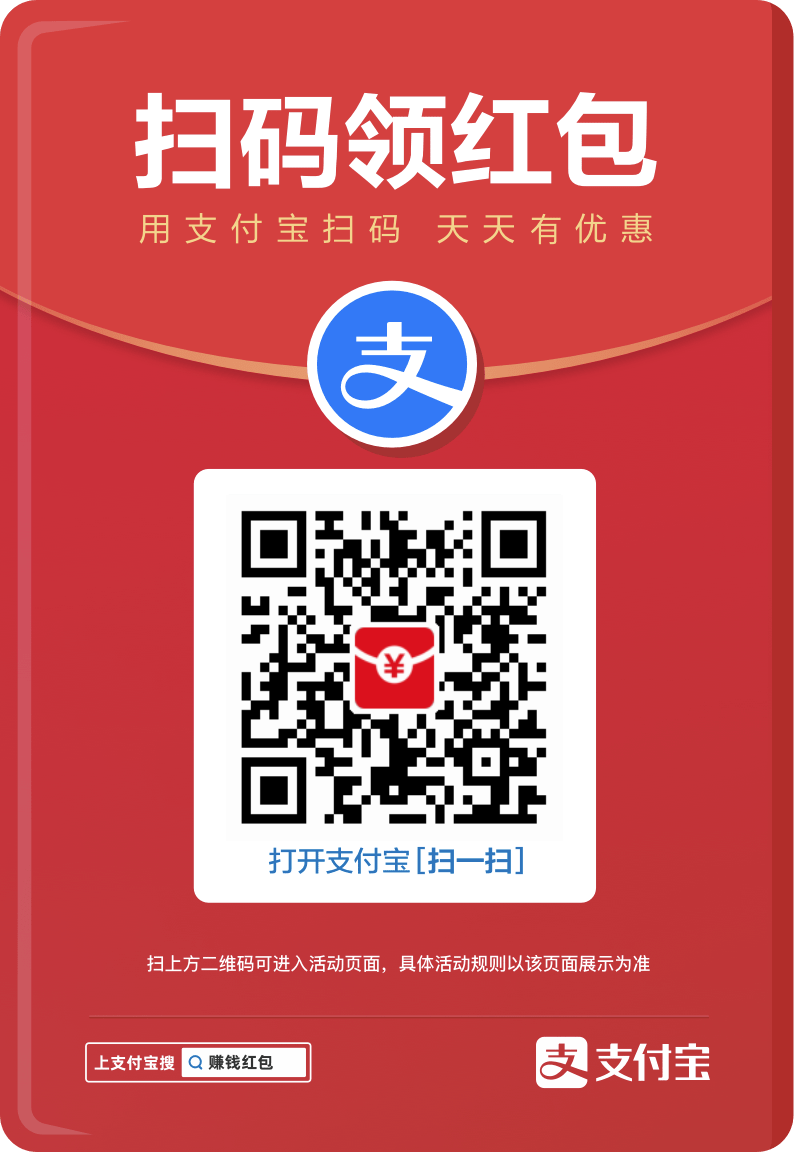 扫码领红包
用支付宝扫码 天天有优惠
支
¥
打开支付宝[扫一扫]
扫上方二维码可进入活动页面，具体活动规则以该页面展示为准
上支付宝搜 赚钱红包
支 支付宝